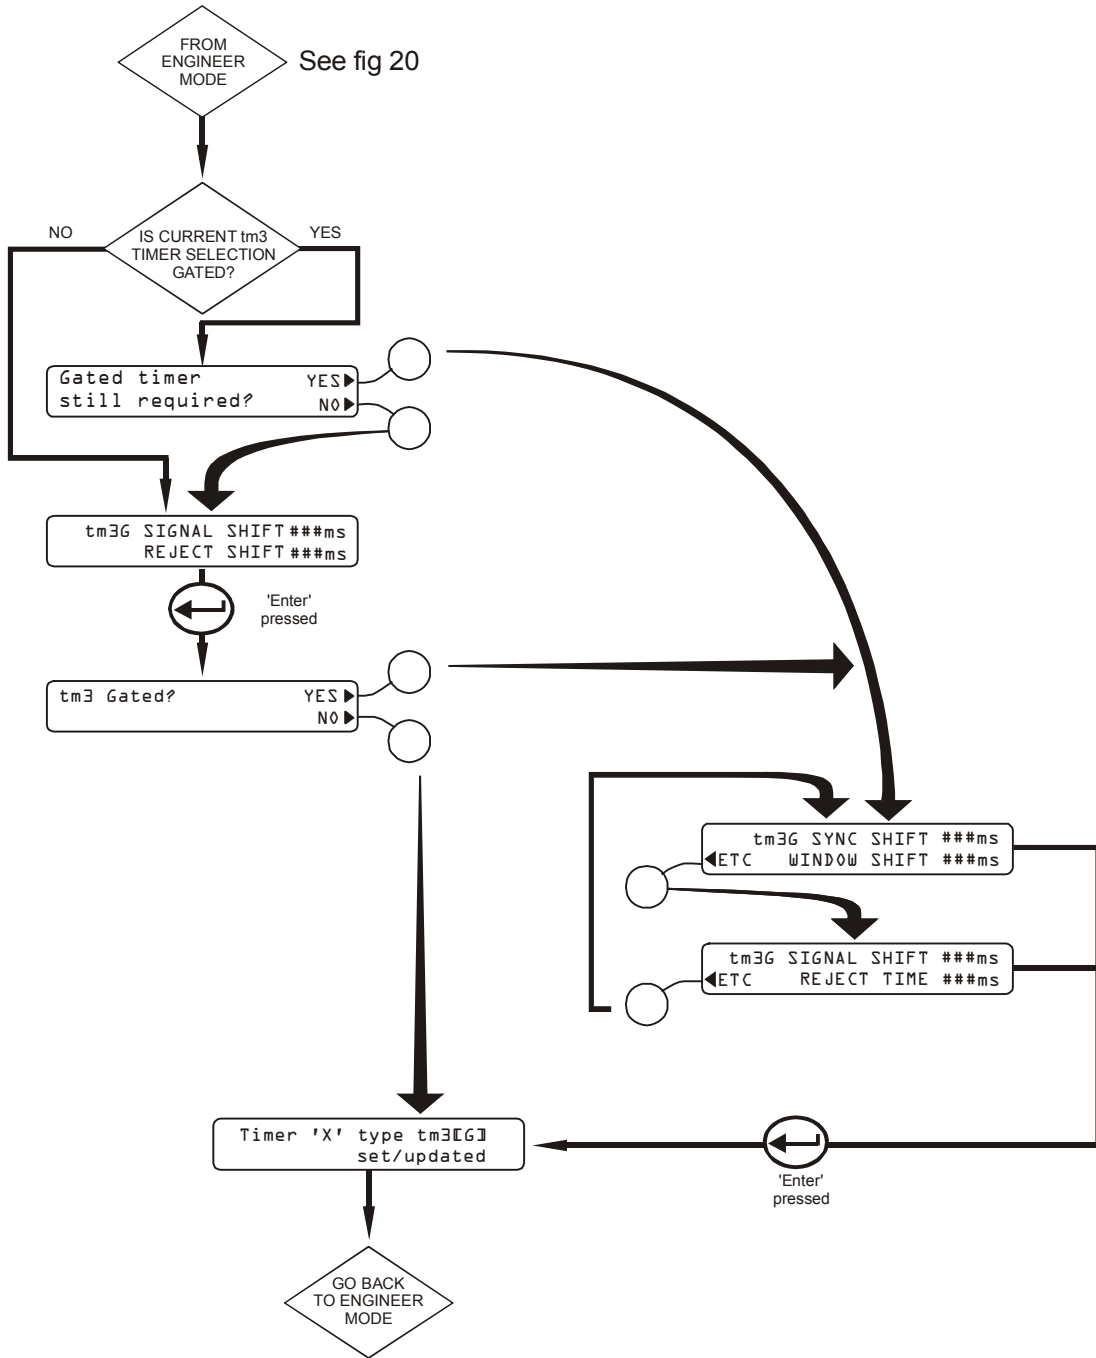 FROM
ENGINEER
MODE
See fig 20
NO
IS CURRENT tm3
TIMER SELECTION
GATED?
YES
Gated timer YES
still required? NO
tm3G SIGNAL SHIFT ###ms
REJECT SHIFT ###ms
'Enter'
pressed
tm3 Gated? YES
NO
tm3G SYNC SHIFT ###ms
ETC WINDOW SHIFT ###ms
tm3G SIGNAL SHIFT ###ms
ETC REJECT TIME ###ms
Timer 'X' type tm3[G]
set/updated
'Enter'
pressed
GO BACK
TO ENGINEER
MODE